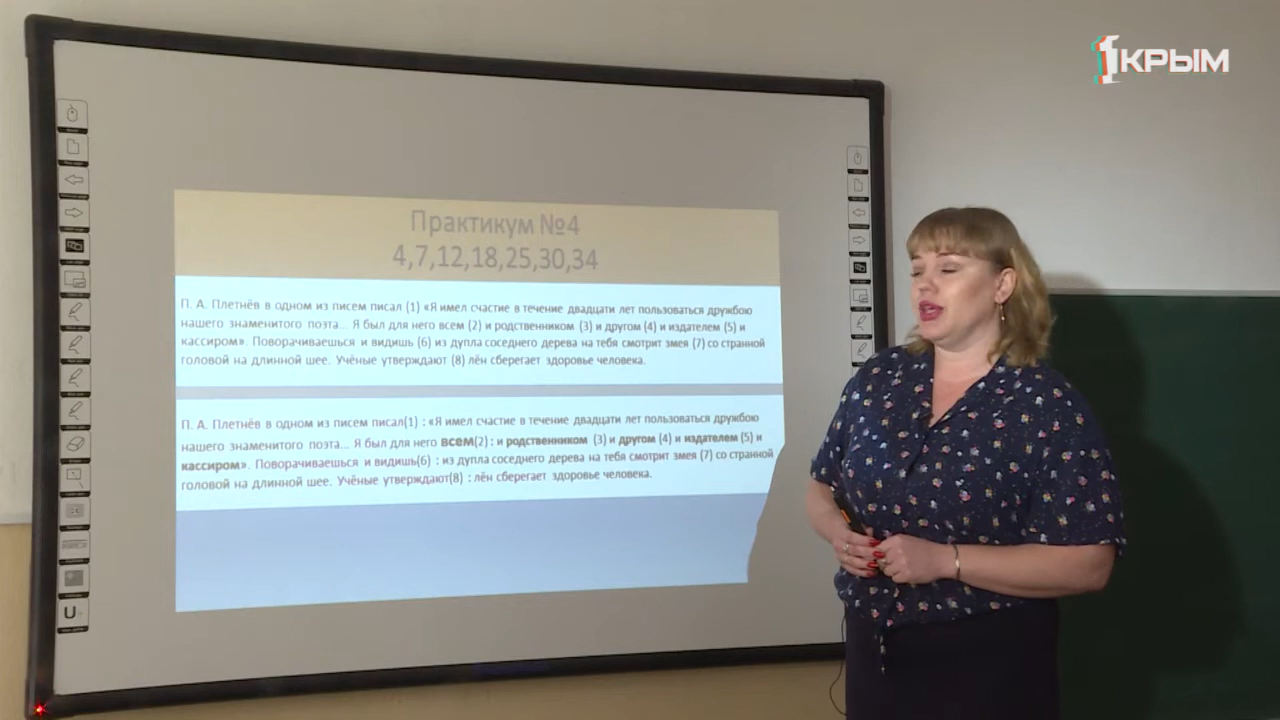 1КРЫМ
Практикум №4
4,7,12,18,25,30,34
П. А. Плетнёв в одном из писем писал (1) «Я имел счастие в течение двадцати лет пользоваться дружбою
нашего знаменитого поэта... Я был для него всем (2) и родственником (3) и другом (4) и издателем (5) и
кассиром». Поворачиваешься и видишь (6) из дупла соседнего дерева на тебя смотрит змея (7) со странной
головой на длинной шее. Учёные утверждают (8) лён сберегает здоровье человека.
П. А. Плетнёв в одном из писем писал(1) : «Я имел счастие в течение двадцати лет пользоваться дружбою
нашего знаменитого поэта... Я был для него всем(2) : и родственником (3) и другом (4) и издателем (5) и
кассиром». Поворачиваешься и видишь(6) : из дупла соседнего дерева на тебя смотрит змея (7) со странной
головой на длинной шее. Учёные утверждают(8) : лён сберегает здоровье человека.
U